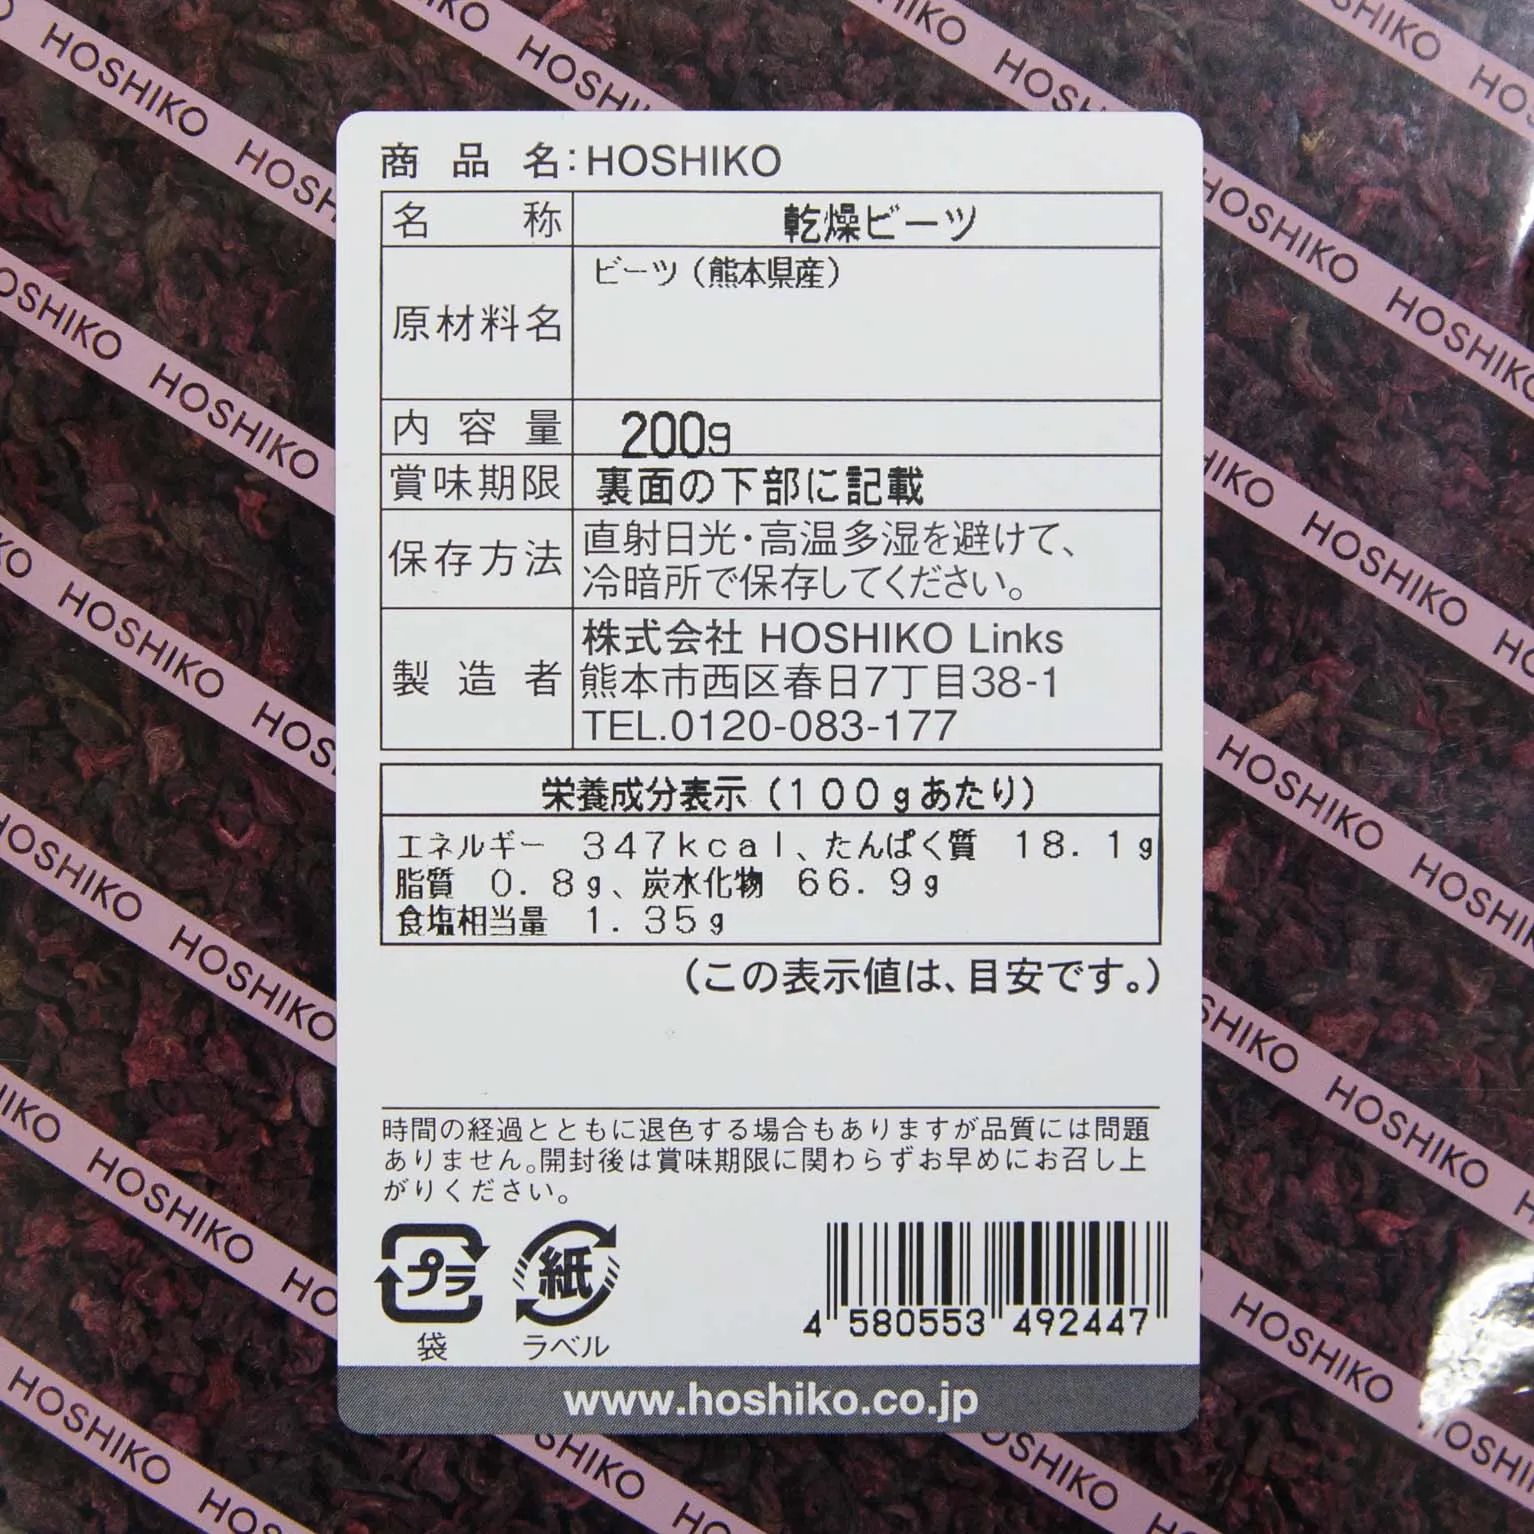 商品名:HOSHIKO
名称 乾燥ビーツ
原材料名 ビーツ（熊本県産）
内容量 200g
賞味期限 裏面の下部に記載
保存方法 直射日光・高温多湿を避けて、
冷暗所で保存してください。
製造者 株式会社 HOSHIKO Links
熊本市西区春日7丁目38-1
TEL.0120-083-177
栄養成分表示（100gあたり）
エネルギー 347kcal、たんぱく質 18.1g
脂質 0.8g、炭水化物 66.9g
食塩相当量 1.35g
（この表示値は、目安です。）
時間の経過とともに退色する場合もありますが品質には問題
ありません。開封後は賞味期限に関わらずお早めにお召し上
がりください。
プラ 紙
袋 ラベル
4 580553 492447
www.hoshiko.co.jp
HOSHIKO HOSHIKO HOSHIKO HOSHIKO